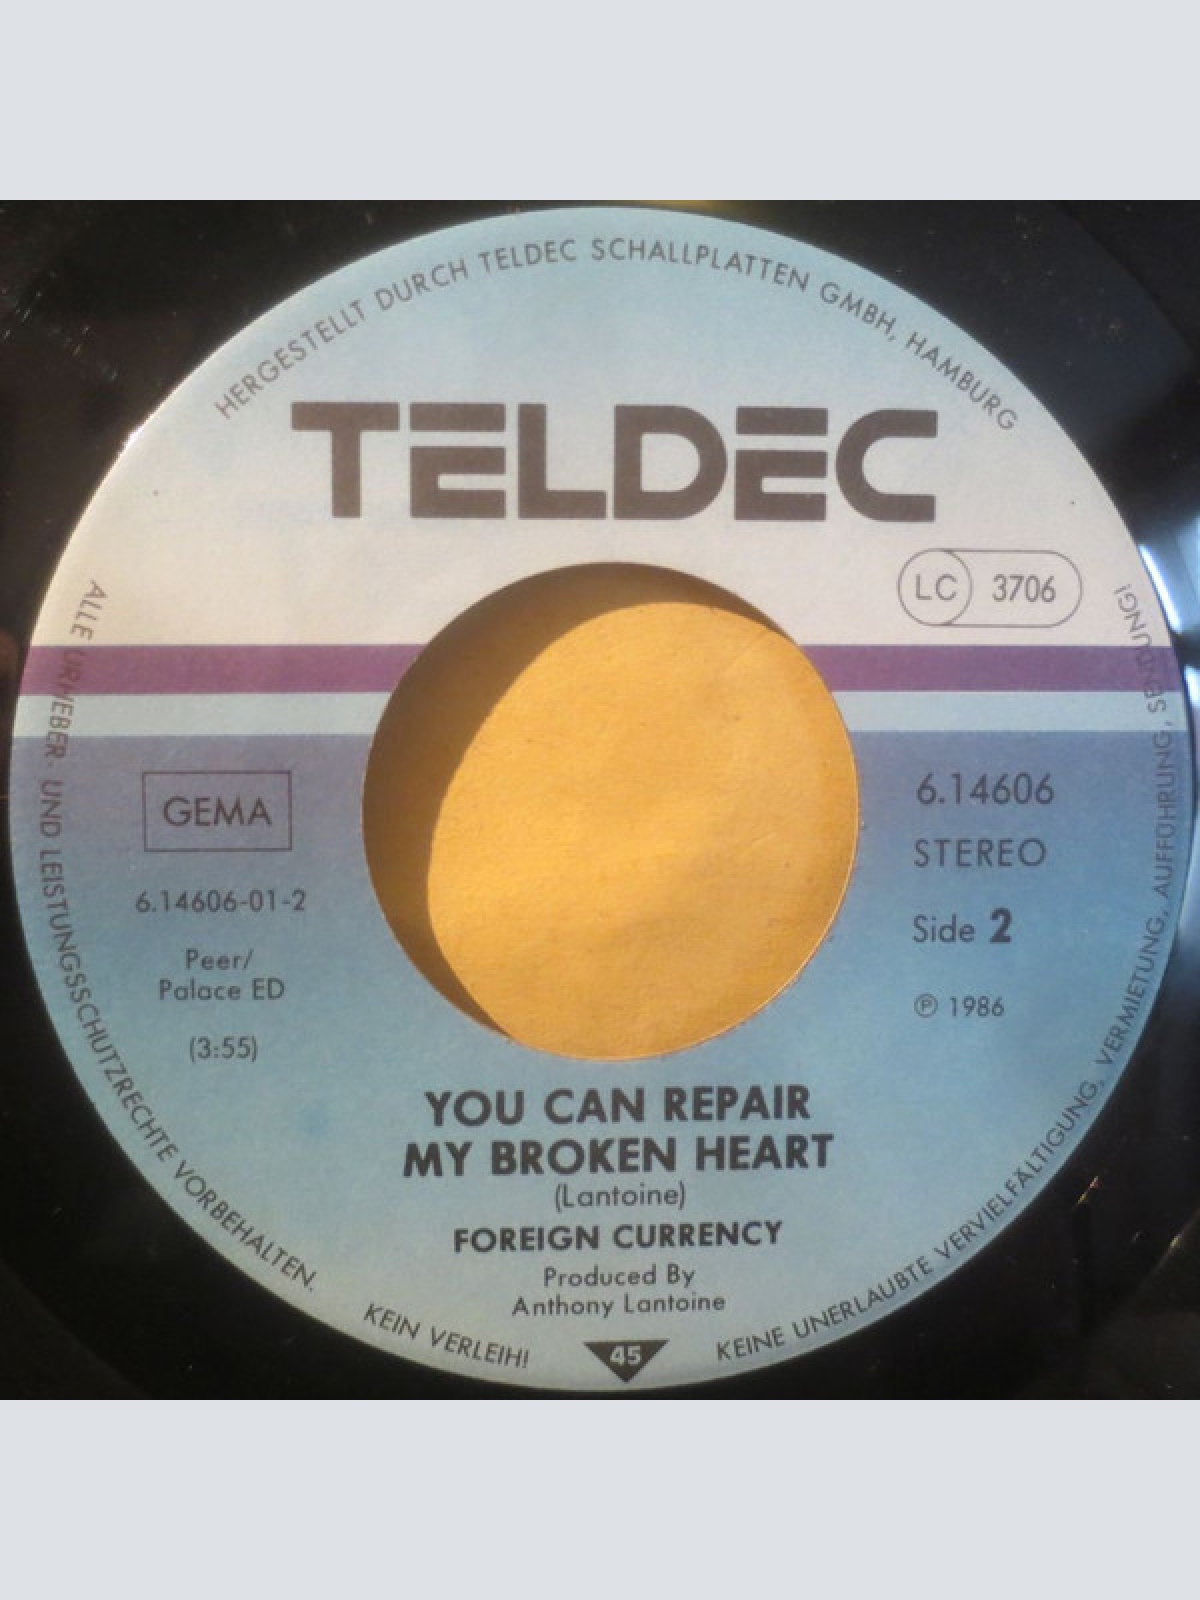 HERGESTELLT DURCH TELDEC SCHALLPLATTEN GMBH, HAMBURG
TELDEC
LC 3706
GEMA
6.14606-01-2
Peer/
Palace ED
(3:55)
6.14606
STEREO
Side 2
℗ 1986
YOU CAN REPAIR
MY BROKEN HEART
(Lantoine)
FOREIGN CURRENCY
Produced By
Anthony Lantoine
45
ALLE URHEBER- UND LEISTUNGSSCHUTZRECHTE VORBEHALTEN.
KEIN VERLEIH!
KEINE UNERLAUBTE VERVIELFÄLTIGUNG, VERMIETUNG, AUFFÜHRUNG, SENDUNG!